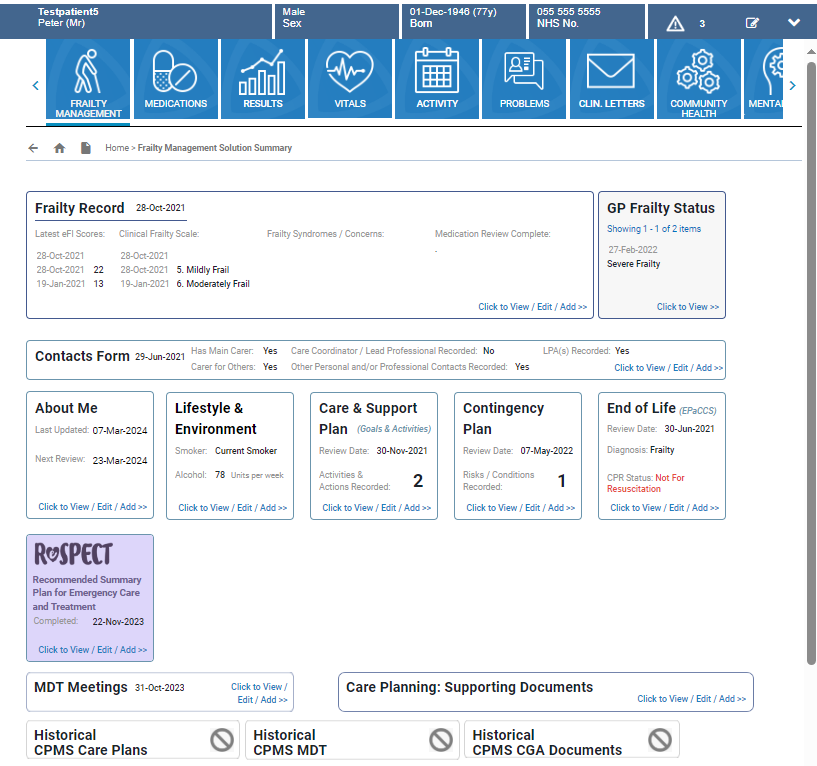 Testpatient5
Peter (Mr)
Male
Sex
01-Dec-1946 (77y)
Born
055 555 5555
NHS No.
3
FRAILTY
MANAGEMENT
MEDICATIONS
RESULTS
VITALS
ACTIVITY
PROBLEMS
CLIN. LETTERS
COMMUNITY
HEALTH
MENTAL
Home > Frailty Management Solution Summary
Frailty Record 28-Oct-2021
Latest eFI Scores: Clinical Frailty Scale: Frailty Syndromes / Concerns: Medication Review Complete:
28-Oct-2021 28-Oct-2021 -
28-Oct-2021 22 28-Oct-2021 5. Mildly Frail
19-Jan-2021 13 19-Jan-2021 6. Moderately Frail
Click to View / Edit / Add >>
GP Frailty Status
Showing 1 - 1 of 2 items
27-Feb-2022
Severe Frailty
Click to View >>
Contacts Form 29-Jun-2021
Has Main Carer: Yes Care Coordinator / Lead Professional Recorded: No LPA(s) Recorded: Yes
Carer for Others: Yes Other Personal and/or Professional Contacts Recorded: Yes
Click to View / Edit / Add >>
About Me
Last Updated: 07-Mar-2024
Next Review: 23-Mar-2024
Click to View / Edit / Add >>
Lifestyle &
Environment
Smoker: Current Smoker
Alcohol: 78 Units per week
Click to View / Edit / Add >>
Care & Support
Plan (Goals & Activities)
Review Date: 30-Nov-2021
Activities &
Actions Recorded: 2
Click to View / Edit / Add >>
Contingency
Plan
Review Date: 07-May-2022
Risks / Conditions
Recorded: 1
Click to View / Edit / Add >>
End of Life (EPaCCS)
Review Date: 30-Jun-2021
Diagnosis: Frailty
CPR Status: Not For
Resuscitation
Click to View / Edit / Add >>
ReSPECT
Recommended Summary
Plan for Emergency Care
and Treatment
Completed: 22-Nov-2023
Click to View / Edit / Add >>
MDT Meetings 31-Oct-2023
Click to View /
Edit / Add >>
Care Planning: Supporting Documents
Click to View / Edit / Add >>
Historical
CPMS Care Plans
Historical
CPMS MDT
Historical
CPMS CGA Documents